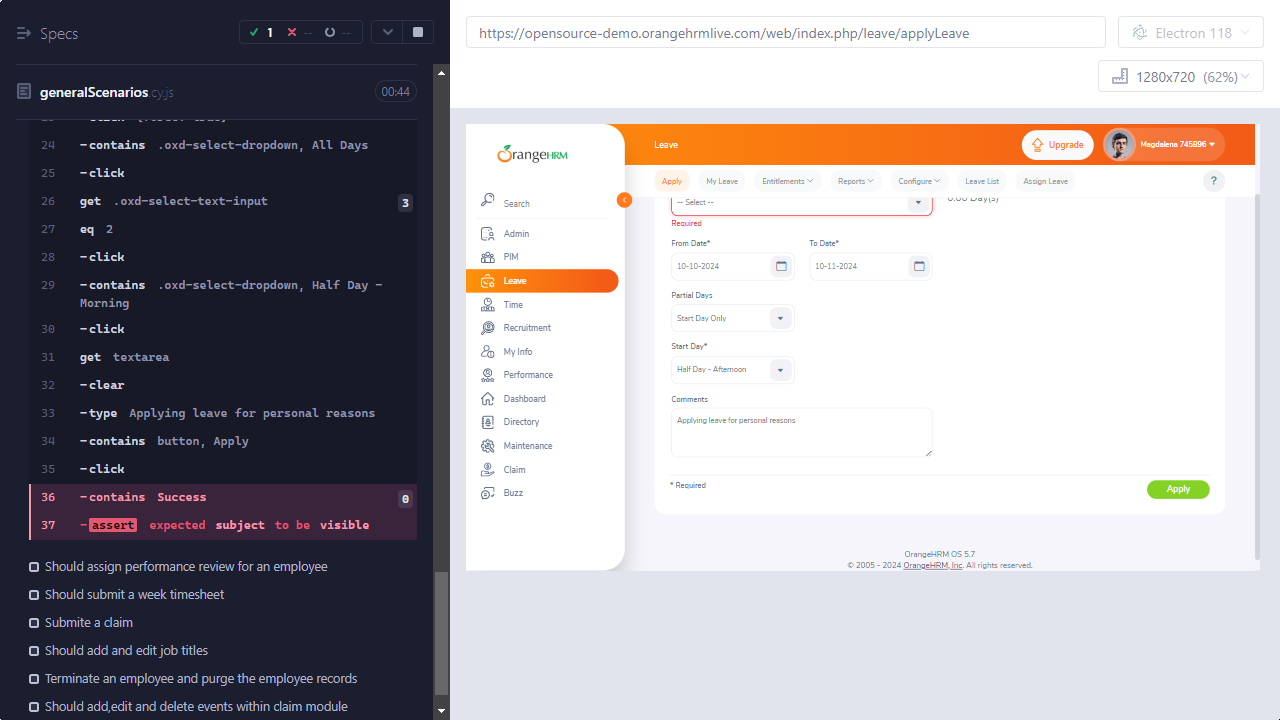 Specs
1
--
--
generalScenarios.cy.js
00:44
24 -contains .oxd-select-dropdown, All Days
25 -click
26 get .oxd-select-text-input 3
27 eq 2
28 -click
29 -contains .oxd-select-dropdown, Half Day -
Morning
30 -click
31 get textarea
32 -clear
33 -type Applying leave for personal reasons
34 -contains button, Apply
35 -click
36 -contains Success 0
37 -assert expected subject to be visible
Should assign performance review for an employee
Should submit a week timesheet
Submite a claim
Should add and edit job titles
Terminate an employee and purge the employee records
Should add,edit and delete events within claim module
https://opensource-demo.orangehrmlive.com/web/index.php/leave/applyLeave
Electron 118
1280x720 (62%)
OrangeHRM
Search
Admin
PIM
Leave
Time
Recruitment
My Info
Performance
Dashboard
Directory
Maintenance
Claim
Buzz
Leave
Upgrade
Magdalena 745896
Apply
My Leave
Entitlements
Reports
Configure
Leave List
Assign Leave
?
-- Select --
0.00 Day(s)
Required
From Date*
To Date*
10-10-2024
10-11-2024
Partial Days
Start Day Only
Start Day*
Half Day - Afternoon
Comments
Applying leave for personal reasons
* Required
Apply
OrangeHRM OS 5.7
© 2005 - 2024 OrangeHRM, Inc. All rights reserved.